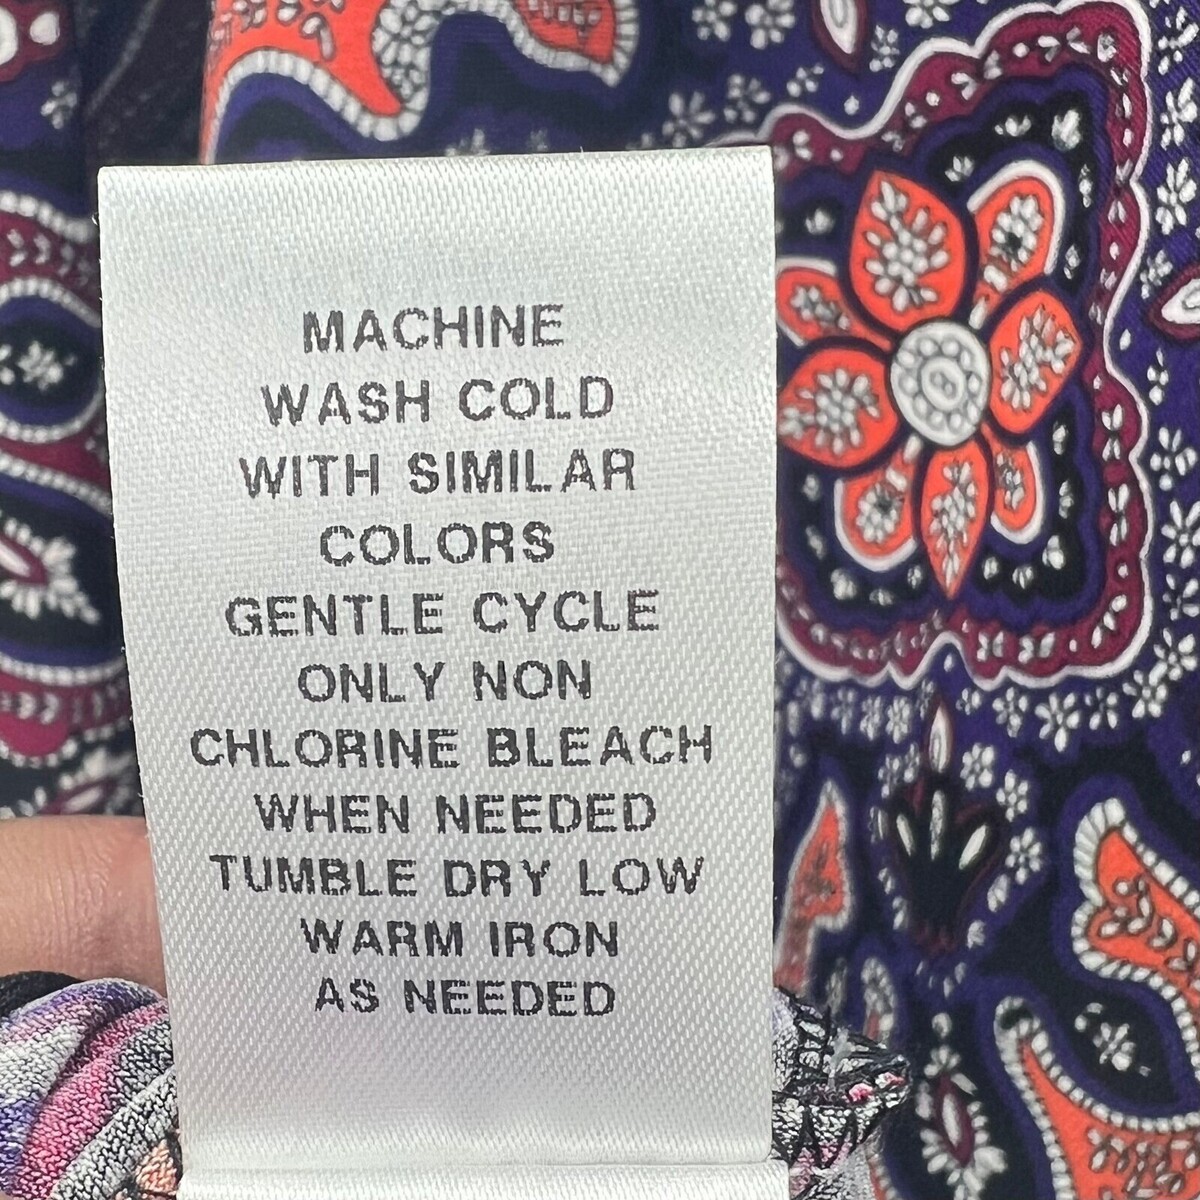 MACHINE
WASH COLD
WITH SIMILAR
COLORS
GENTLE CYCLE
ONLY NON
CHLORINE BLEACH
WHEN NEEDED
TUMBLE DRY LOW
WARM IRON
AS NEEDED